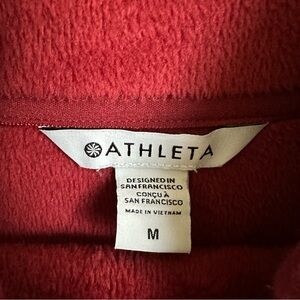 ATHLETA
DESIGNED IN
SAN FRANCISCO
CONÇU À
SAN FRANCISCO
MADE IN VIETNAM
M